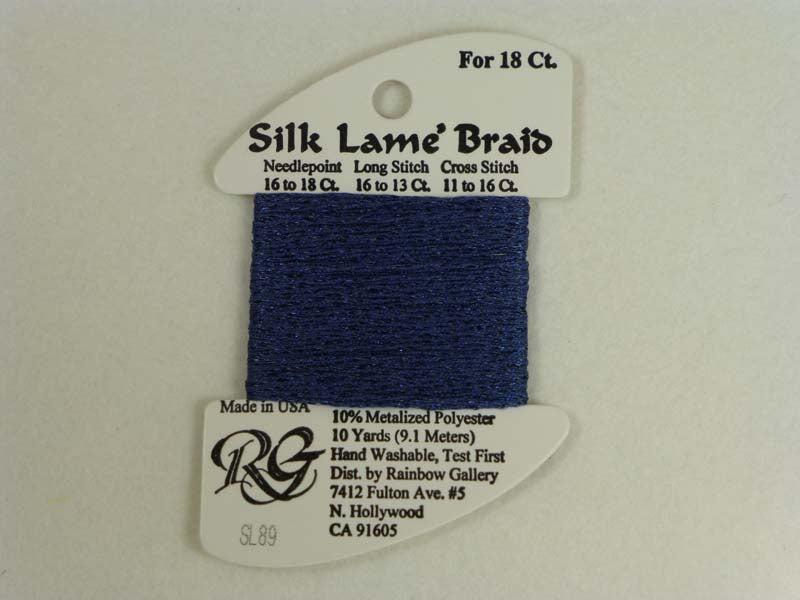 For 18 Ct.
Silk Lame' Braid
Needlepoint Long Stitch Cross Stitch
16 to 18 Ct. 16 to 13 Ct. 11 to 16 Ct.
Made in USA
RG
SL89
10% Metalized Polyester
10 Yards (9.1 Meters)
Hand Washable, Test First
Dist. by Rainbow Gallery
7412 Fulton Ave. #5
N. Hollywood
CA 91605